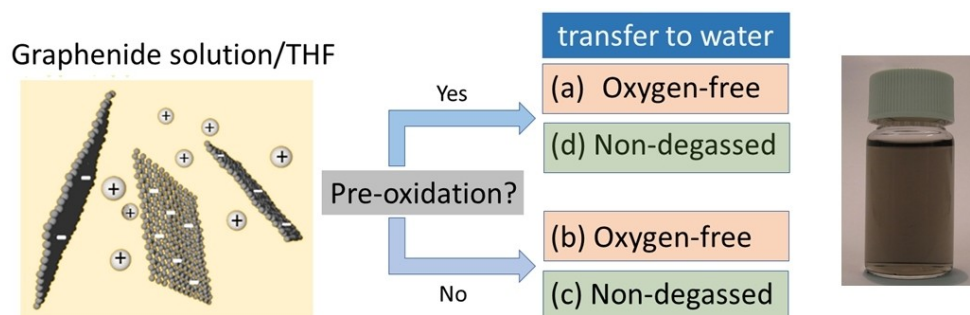 Graphenide solution/THF
transfer to water
Yes
(a) Oxygen-free
(d) Non-degassed
Pre-oxidation?
(b) Oxygen-free
No
(c) Non-degassed